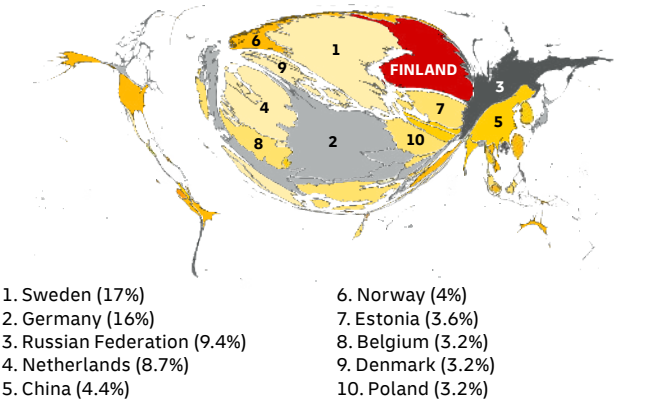 6
1
9
FINLAND
3
4
7
5
8
2
10
1. Sweden (17%)
2. Germany (16%)
3. Russian Federation (9.4%)
4. Netherlands (8.7%)
5. China (4.4%)
6. Norway (4%)
7. Estonia (3.6%)
8. Belgium (3.2%)
9. Denmark (3.2%)
10. Poland (3.2%)